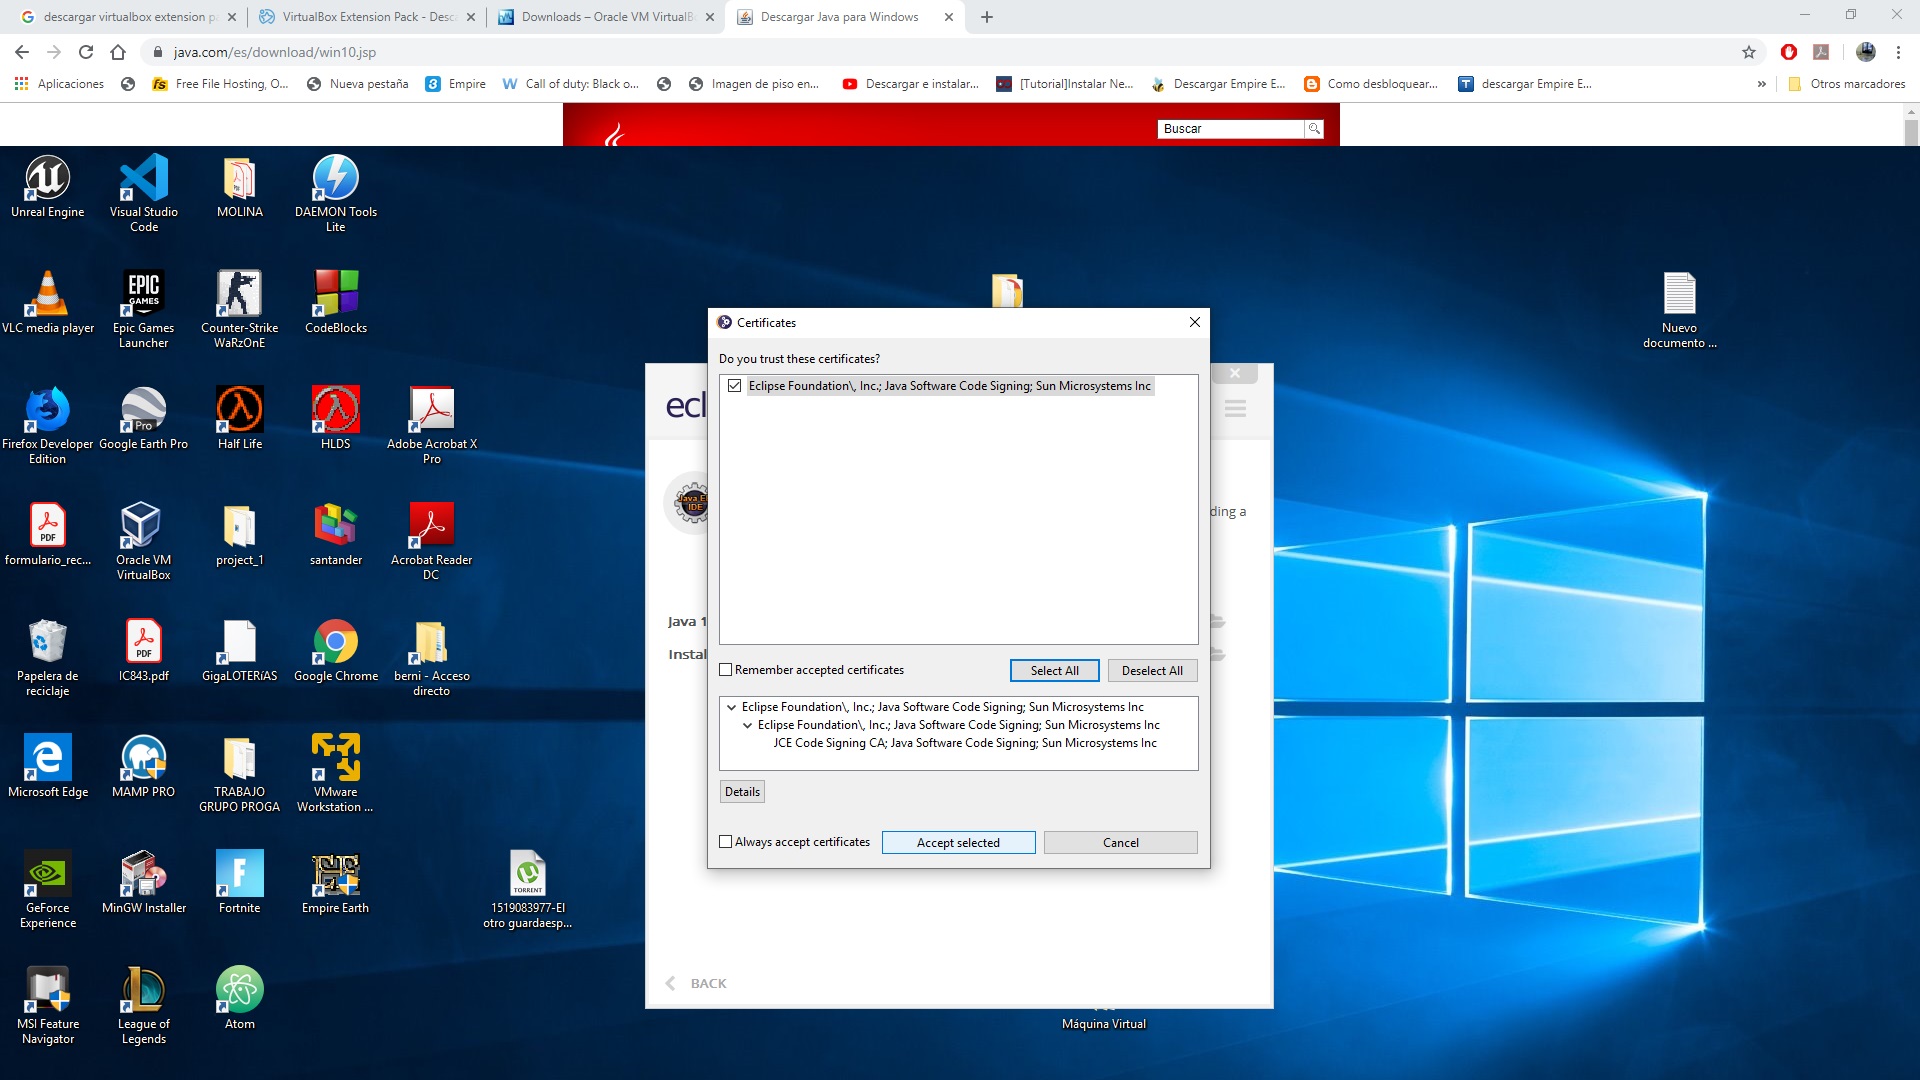 descargar virtualbox extension p
VirtualBox Extension Pack - Desc
Downloads – Oracle VM VirtualB
Descargar Java para Windows
java.com/es/download/win10.jsp
Aplicaciones
Free File Hosting, O...
Nueva pestaña
Empire
Call of duty: Black o...
Imagen de piso en...
Descargar e instalar...
[Tutorial]Instalar Ne...
Descargar Empire E...
Como desbloquear...
descargar Empire E...
»
Otros marcadores
Buscar
Unreal Engine
Visual Studio
Code
MOLINA
DAEMON Tools
Lite
VLC media player
EPIC
GAMES
Epic Games
Launcher
Counter-Strike
WaRzOnE
CodeBlocks
Nuevo
documento ...
Firefox Developer
Edition
Pro
Google Earth Pro
Half Life
HLDS
Adobe Acrobat X
Pro
PDF
formulario_rec...
Oracle VM
VirtualBox
project_1
santander
Acrobat Reader
DC
Papelera de
reciclaje
PDF
IC843.pdf
GigaLOTERíAS
Google Chrome
berni - Acceso
directo
Microsoft Edge
MAMP PRO
TRABAJO
GRUPO PROGA
VMware
Workstation ...
GeForce
Experience
MinGW Installer
Fortnite
Empire Earth
TORRENT
1519083977-El
otro guardaesp...
MSI Feature
Navigator
League of
Legends
Atom
Máquina Virtual
ecl
Java E
IDE
ding a
Java 1
Instal
BACK
Certificates
Do you trust these certificates?
Eclipse Foundation\, Inc.; Java Software Code Signing; Sun Microsystems Inc
Remember accepted certificates
Select All
Deselect All
Eclipse Foundation\, Inc.; Java Software Code Signing; Sun Microsystems Inc
Eclipse Foundation\, Inc.; Java Software Code Signing; Sun Microsystems Inc
JCE Code Signing CA; Java Software Code Signing; Sun Microsystems Inc
Details
Always accept certificates
Accept selected
Cancel